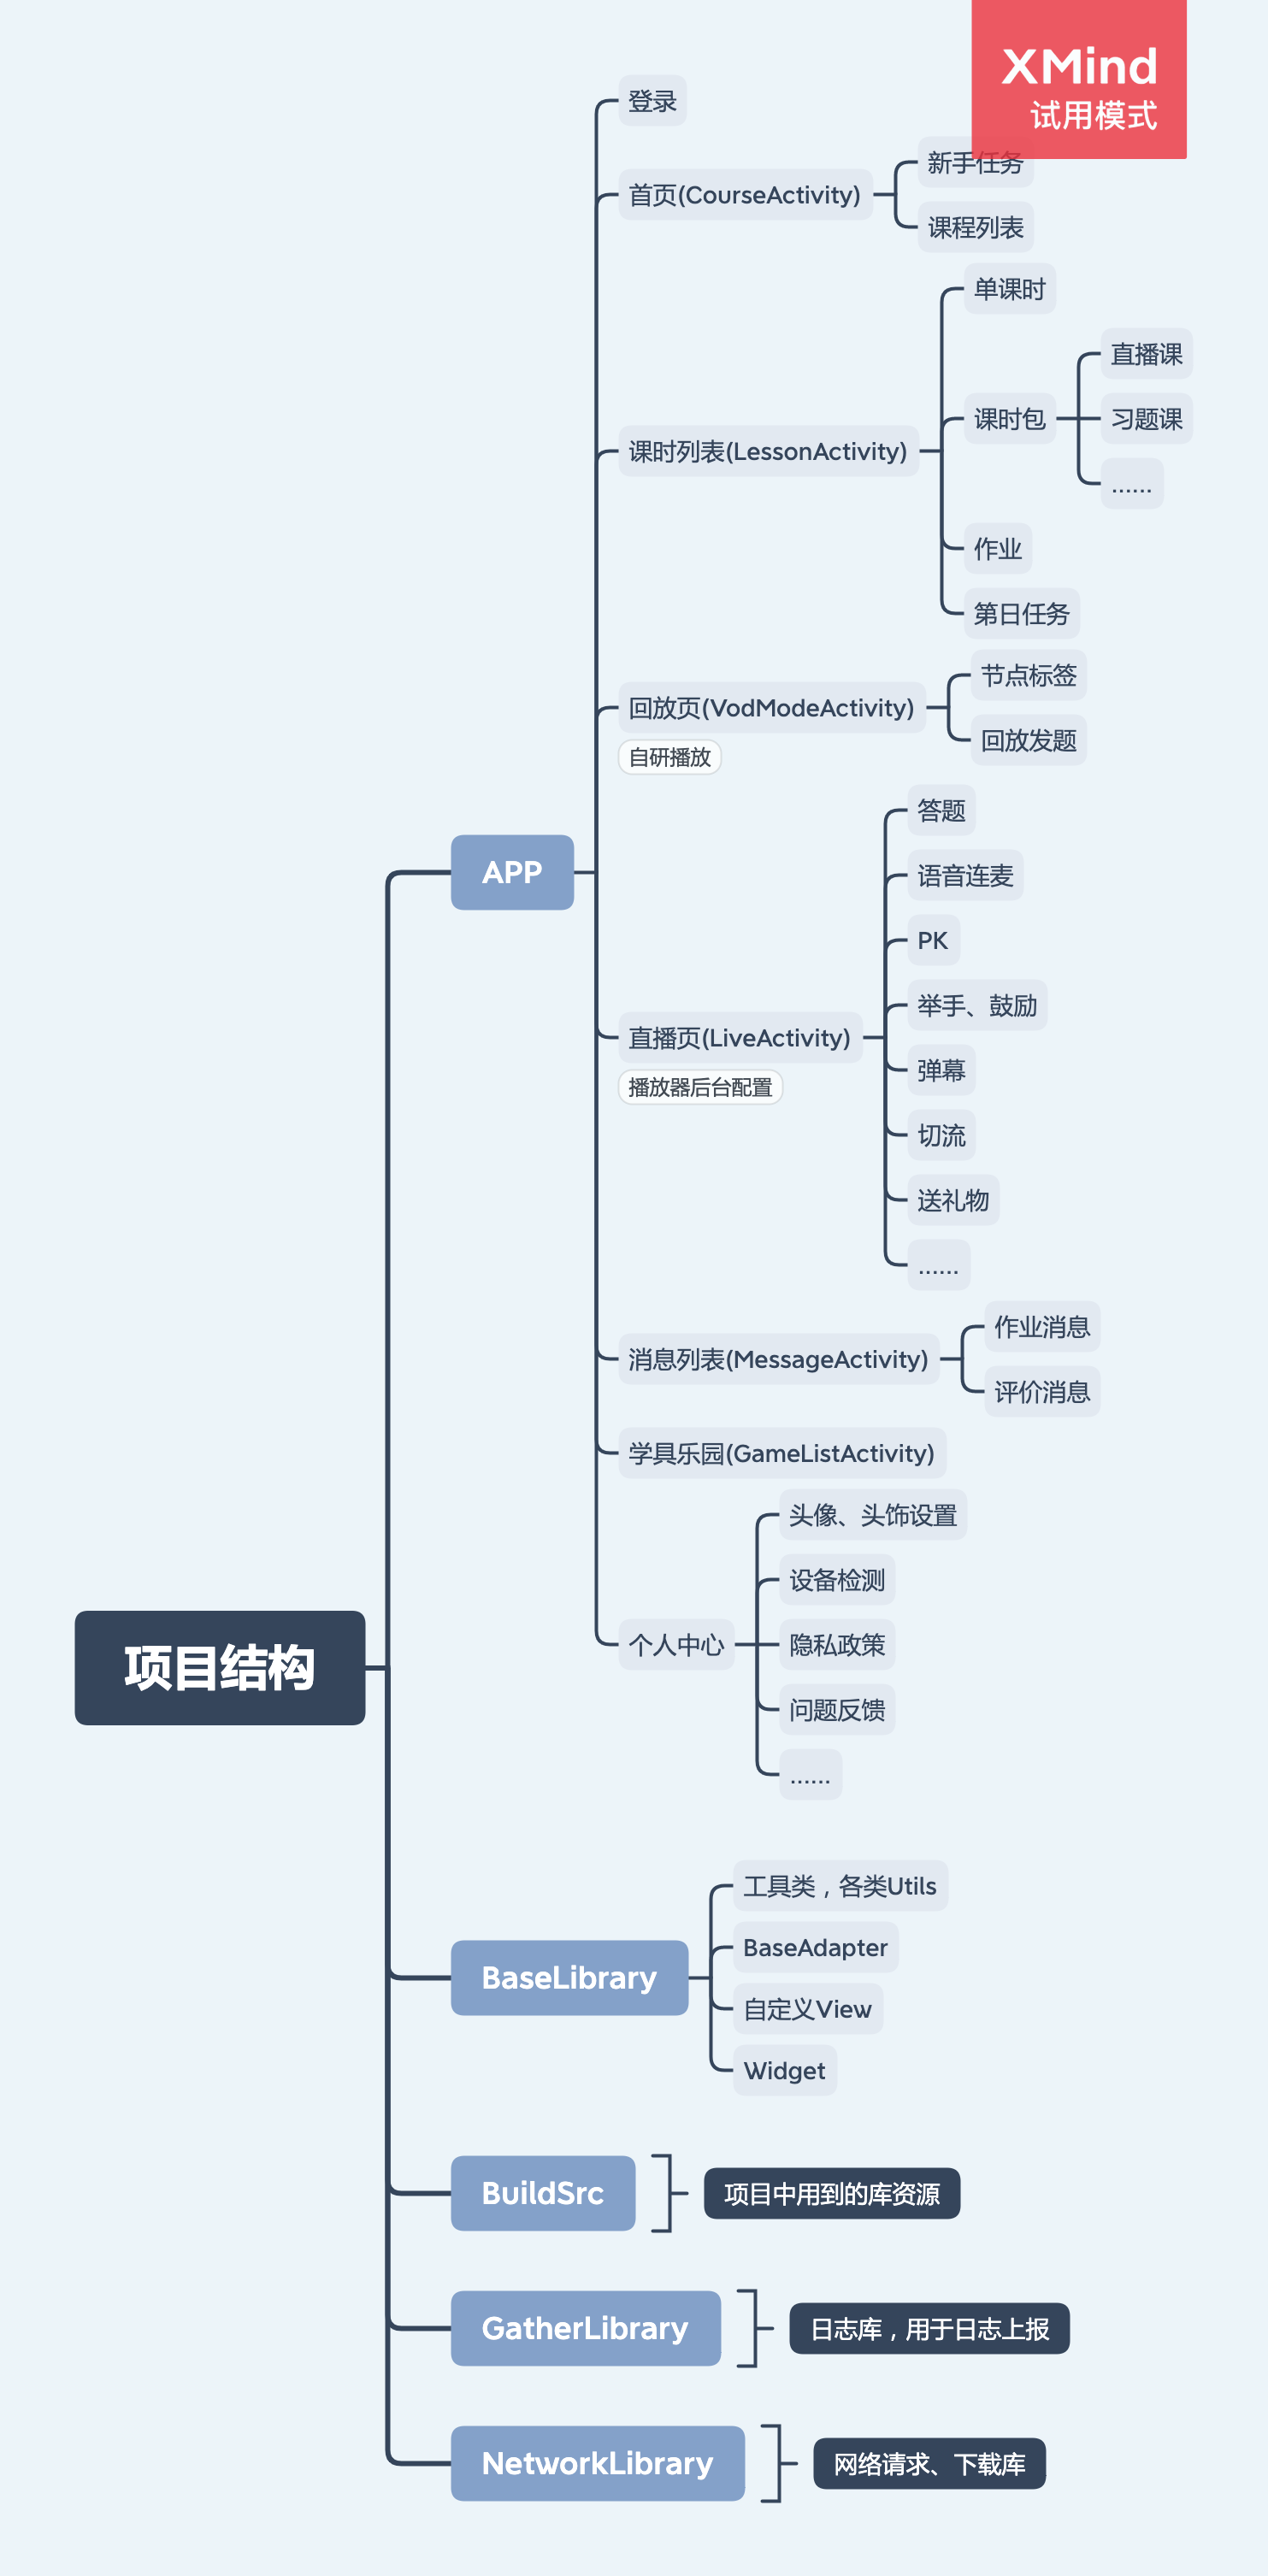 XMind
试用模式
登录
首页(CourseActivity)
新手任务
课程列表
课时列表(LessonActivity)
单课时
课时包
直播课
习题课
......
作业
第日任务
回放页(VodModeActivity)
自研播放
节点标签
回放发题
APP
直播页(LiveActivity)
播放器后台配置
答题
语音连麦
PK
举手、鼓励
弹幕
切流
送礼物
......
消息列表(MessageActivity)
作业消息
评价消息
学具乐园(GameListActivity)
个人中心
头像、头饰设置
设备检测
隐私政策
问题反馈
......
项目结构
BaseLibrary
工具类，各类Utils
BaseAdapter
自定义View
Widget
BuildSrc
项目中用到的库资源
GatherLibrary
日志库，用于日志上报
NetworkLibrary
网络请求、下载库